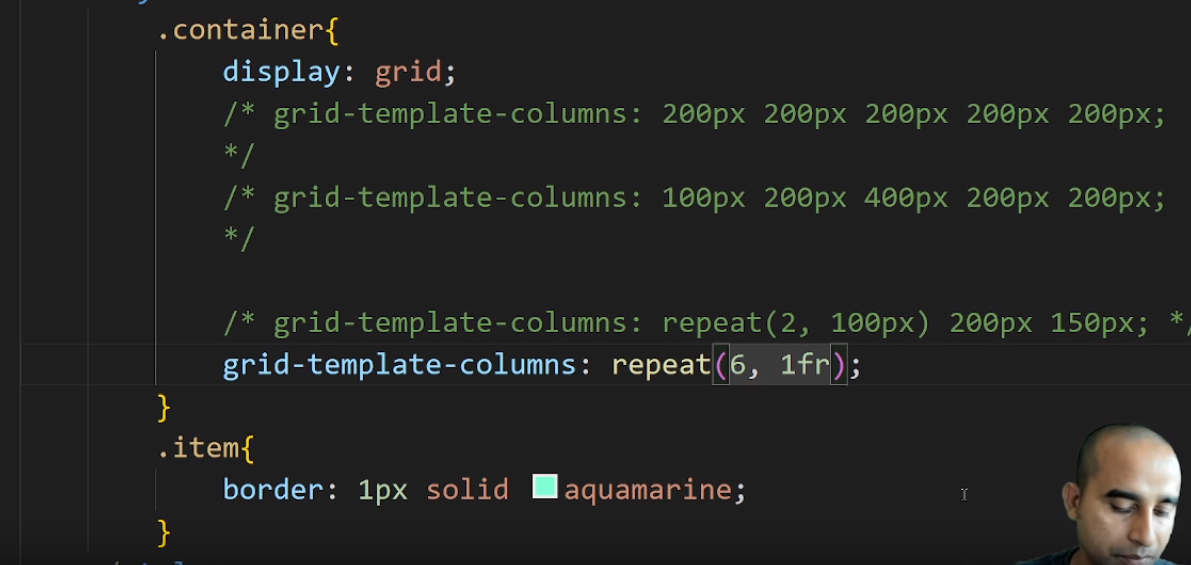 .container{
display: grid;
/* grid-template-columns: 200px 200px 200px 200px 200px;
*/
/* grid-template-columns: 100px 200px 400px 200px 200px;
*/
/* grid-template-columns: repeat(2, 100px) 200px 150px; */
grid-template-columns: repeat(6, 1fr);
}
.item{
border: 1px solid aquamarine;
}